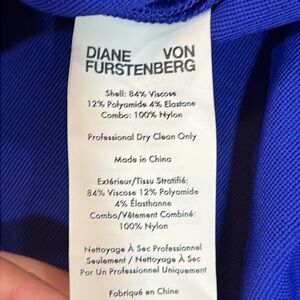 DIANE VON
FURSTENBERG
Shell: 84% Viscose
12% Polyamide 4% Elastane
Combo: 100% Nylon
Professional Dry Clean Only
Made in China
Extérieur/Tissu Stratifié:
84% Viscose 12% Polyamide
4% Élasthanne
Combo/Vêtement Combiné:
100% Nylon
Nettoyage À Sec Professionnel
Seulement / Nettoyage À Sec
Par Un Professionnel Uniquement
Fabriqué en Chine